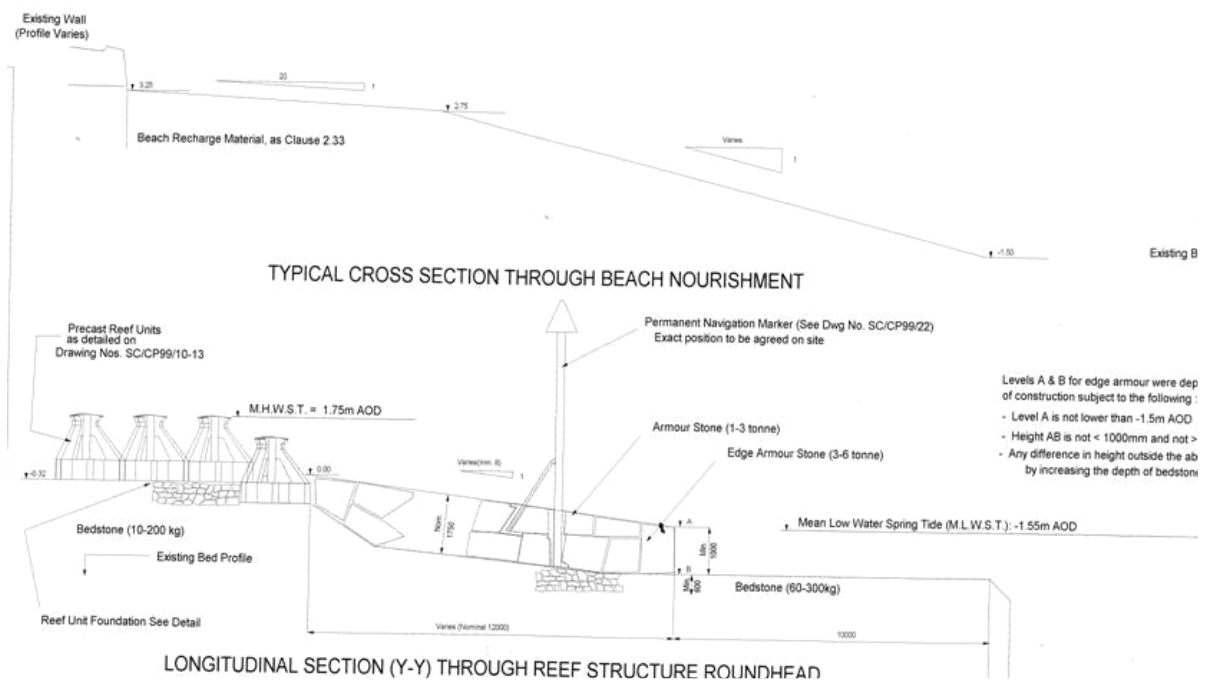 Existing Wall
(Profile Varies)
20
1
3.25
2.75
Beach Recharge Material, as Clause 2.33
Varies
1
-1.50
Existing B
TYPICAL CROSS SECTION THROUGH BEACH NOURISHMENT
Precast Reef Units
as detailed on
Drawing Nos. SC/CP99/10-13
Permanent Navigation Marker (See Dwg No. SC/CP99/22)
Exact position to be agreed on site
M.H.W.S.T. = 1.75m AOD
Levels A & B for edge armour were dep
of construction subject to the following :
- Level A is not lower than -1.5m AOD
- Height AB is not < 1000mm and not >
- Any difference in height outside the ab
by increasing the depth of bedstone
Armour Stone (1-3 tonne)
Edge Armour Stone (3-6 tonne)
Varies(min. 6)
1
-0.32
0.00
Nom.
1750
A
Mean Low Water Spring Tide (M.L.W.S.T.): -1.55m AOD
Bedstone (10-200 kg)
Min.
1000
Existing Bed Profile
B
Min.
600
Bedstone (60-300kg)
Reef Unit Foundation See Detail
Varies (Nominal 12000)
10000
LONGITUDINAL SECTION (Y-Y) THROUGH REEF STRUCTURE ROUNDHEAD